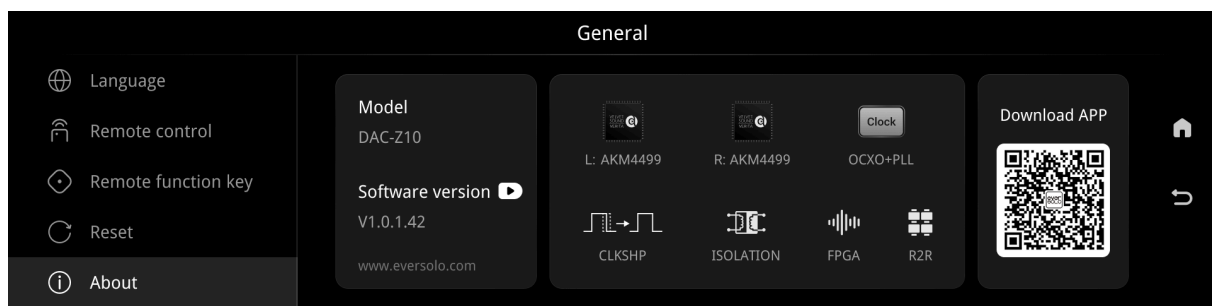 General
Language
Remote control
Remote function key
Reset
About
Model
DAC-Z10
Software version
V1.0.1.42
www.eversolo.com
L: AKM4499
R: AKM4499
Clock
OCXO+PLL
CLKSHP
ISOLATION
FPGA
R2R
Download APP